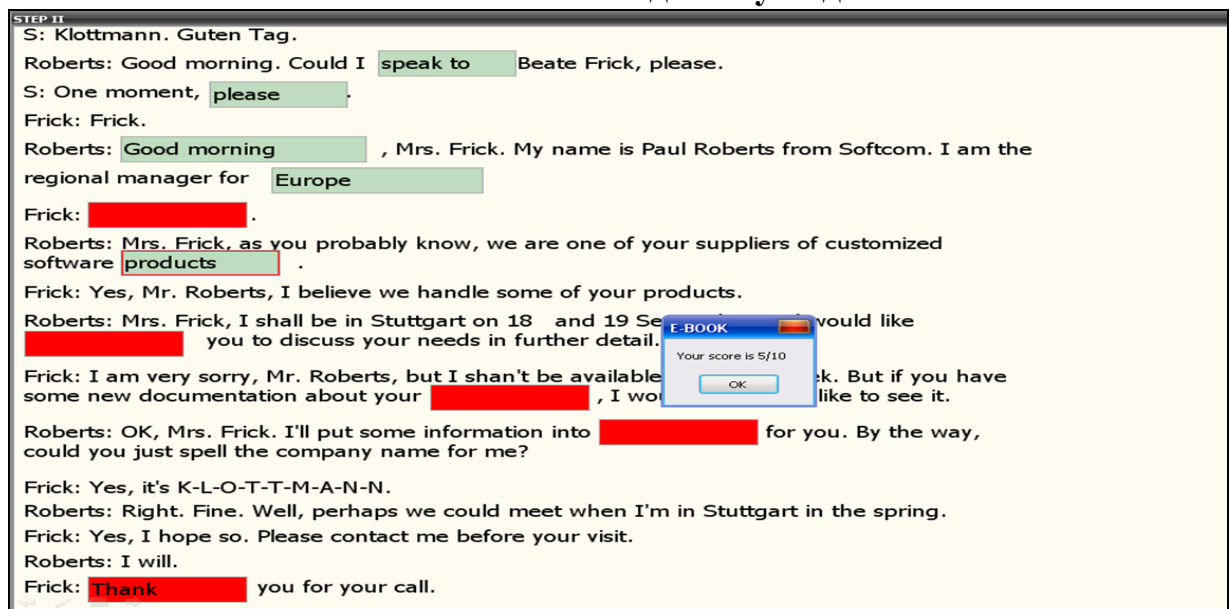 STEP II
S: Klottmann. Guten Tag.
Roberts: Good morning. Could I speak to Beate Frick, please.
S: One moment, please .
Frick: Frick.
Roberts: Good morning , Mrs. Frick. My name is Paul Roberts from Softcom. I am the
regional manager for Europe
Frick: .
Roberts: Mrs. Frick, as you probably know, we are one of your suppliers of customized
software products .
Frick: Yes, Mr. Roberts, I believe we handle some of your products.
Roberts: Mrs. Frick, I shall be in Stuttgart on 18 and 19 Se would like
you to discuss your needs in further detail.
E-BOOK
Your score is 5/10
OK
Frick: I am very sorry, Mr. Roberts, but I shan't be available k. But if you have
some new documentation about your , I wo like to see it.
Roberts: OK, Mrs. Frick. I'll put some information into for you. By the way,
could you just spell the company name for me?
Frick: Yes, it's K-L-O-T-T-M-A-N-N.
Roberts: Right. Fine. Well, perhaps we could meet when I'm in Stuttgart in the spring.
Frick: Yes, I hope so. Please contact me before your visit.
Roberts: I will.
Frick: Thank you for your call.